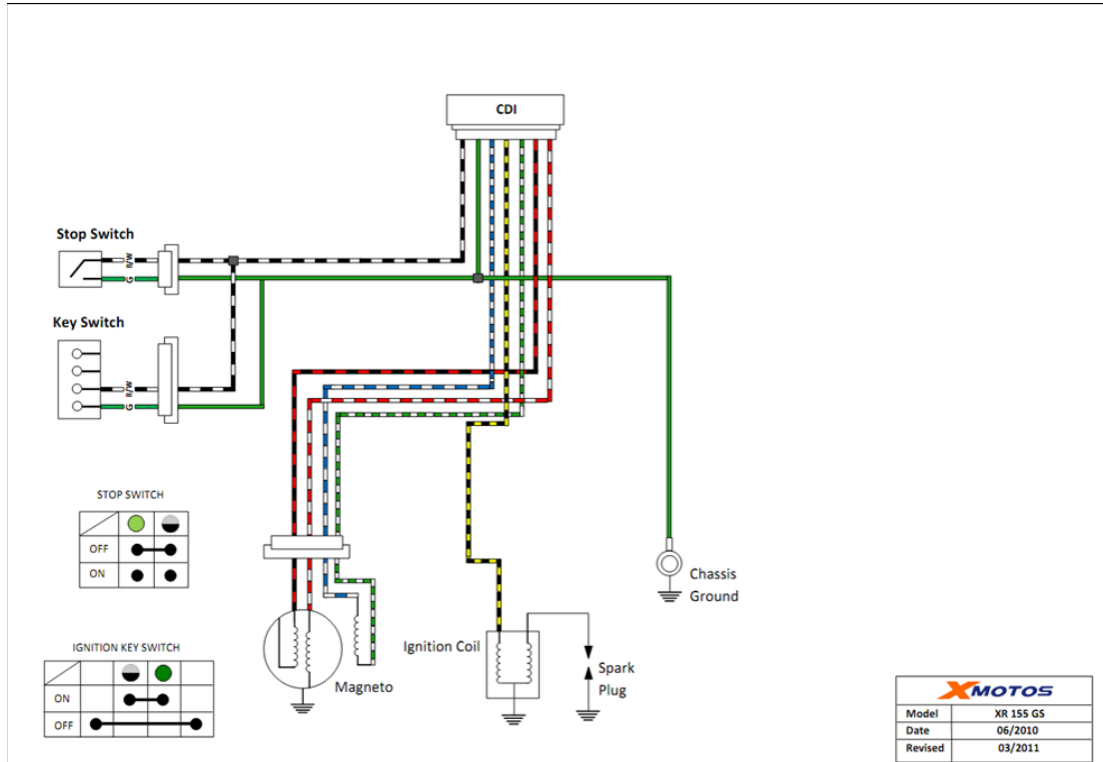 CDI
Stop Switch
B/W
G
Key Switch
B/W
G
STOP SWITCH
OFF
ON
IGNITION KEY SWITCH
ON
OFF
Magneto
Ignition Coil
Spark
Plug
Chassis
Ground
XMOTOS
Model XR 155 GS
Date 06/2010
Revised 03/2011